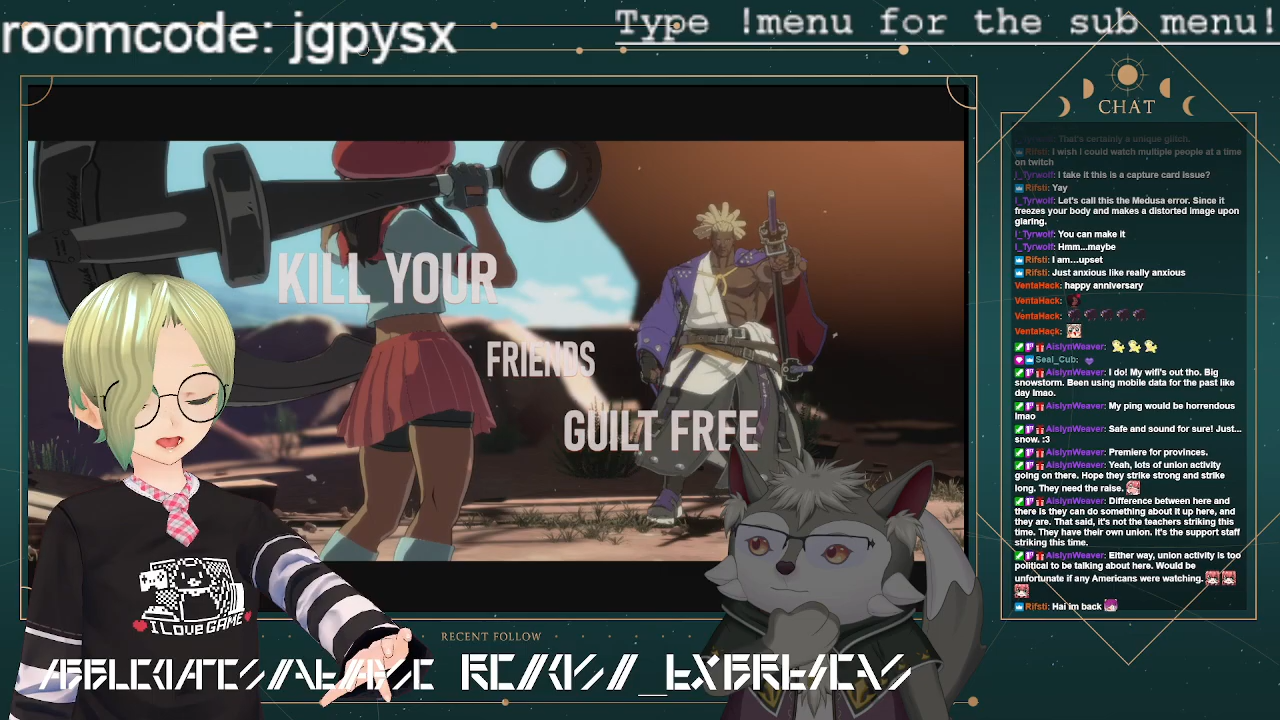 roomcode: jgpysx
Type !menu for the sub menu!
CHAT
KILL YOUR
FRIENDS
GUILT FREE
I LOVE GAME
RECENT FOLLOW
That's certainly a unique glitch.
Rifsti: I wish I could watch multiple people at a time
on twitch
I_Tyrwolf: I take it this is a capture card issue?
Rifsti: Yay
I_Tyrwolf: Let's call this the Medusa error. Since it
freezes your body and makes a distorted image upon
glaring.
I_Tyrwolf: You can make it
I_Tyrwolf: Hmm...maybe
Rifsti: I am...upset
Rifsti: Just anxious like really anxious
VentaHack: happy anniversary
VentaHack:
VentaHack:
VentaHack:
AislynWeaver:
Seal_Cub:
AislynWeaver: I do! My wifi's out tho. Big
snowstorm. Been using mobile data for the past like
day lmao.
AislynWeaver: My ping would be horrendous
lmao
AislynWeaver: Safe and sound for sure! Just...
snow. :3
AislynWeaver: Premiere for provinces.
AislynWeaver: Yeah, lots of union activity
going on there. Hope they strike strong and strike
long. They need the raise.
AislynWeaver: Difference between here and
there is they can do something about it up here, and
they are. That said, it's not the teachers striking this
time. They have their own union. It's the support staff
striking this time.
AislynWeaver: Either way, union activity is too
political to be talking about here. Would be
unfortunate if any Americans were watching.
Rifsti: Hai im back